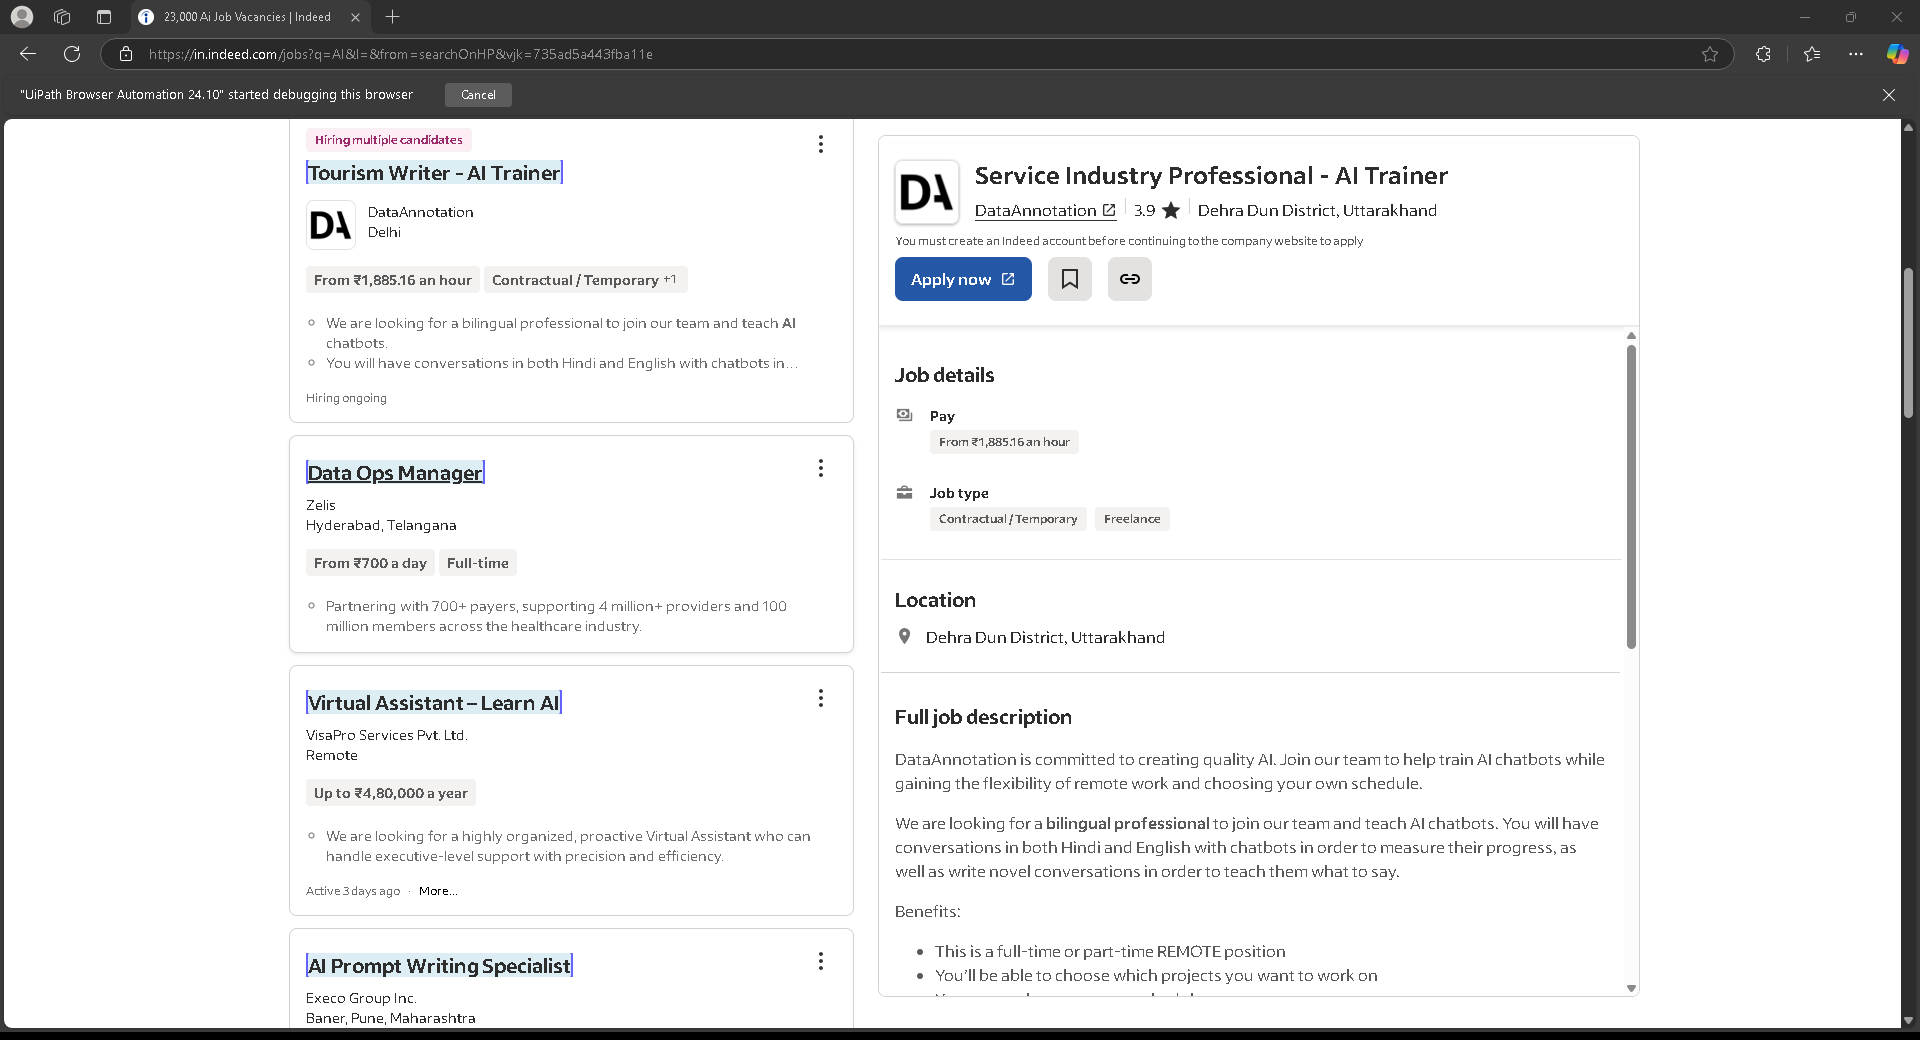 23,000 Ai Job Vacancies | Indeed
https://in.indeed.com/jobs?q=AI&l=&from=searchOnHP&vjk=735ad5a443fba11e
"UiPath Browser Automation 24.10" started debugging this browser
Cancel
Hiring multiple candidates
Tourism Writer - AI Trainer
DA
DataAnnotation
Delhi
From ₹1,885.16 an hour
Contractual / Temporary +1
We are looking for a bilingual professional to join our team and teach AI
chatbots.
You will have conversations in both Hindi and English with chatbots in…
Hiring ongoing
Data Ops Manager
Zelis
Hyderabad, Telangana
From ₹700 a day
Full-time
Partnering with 700+ payers, supporting 4 million+ providers and 100
million members across the healthcare industry.
Virtual Assistant – Learn AI
VisaPro Services Pvt. Ltd.
Remote
Up to ₹4,80,000 a year
We are looking for a highly organized, proactive Virtual Assistant who can
handle executive-level support with precision and efficiency.
Active 3 days ago · More...
AI Prompt Writing Specialist
Execo Group Inc.
Baner, Pune, Maharashtra
DA
Service Industry Professional - AI Trainer
DataAnnotation
3.9
Dehra Dun District, Uttarakhand
You must create an Indeed account before continuing to the company website to apply
Apply now
Job details
Pay
From ₹1,885.16 an hour
Job type
Contractual / Temporary
Freelance
Location
Dehra Dun District, Uttarakhand
Full job description
DataAnnotation is committed to creating quality AI. Join our team to help train AI chatbots while
gaining the flexibility of remote work and choosing your own schedule.
We are looking for a bilingual professional to join our team and teach AI chatbots. You will have
conversations in both Hindi and English with chatbots in order to measure their progress, as
well as write novel conversations in order to teach them what to say.
Benefits:
This is a full-time or part-time REMOTE position
You'll be able to choose which projects you want to work on